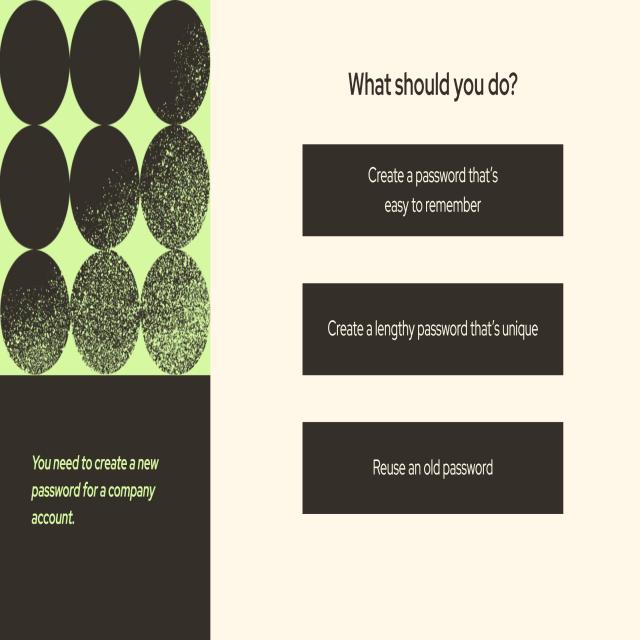 What should you do?
Create a password that's
easy to remember
Create a lengthy password that's unique
Reuse an old password
You need to create a new
password for a company
account.